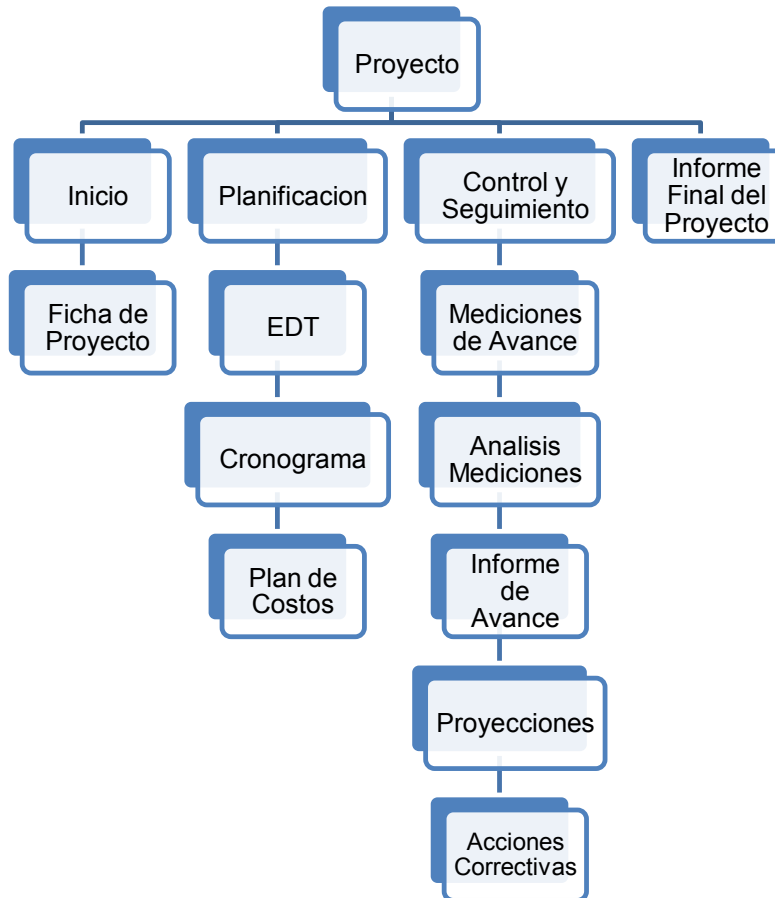 Proyecto
Inicio
Planificacion
Control y
Seguimiento
Informe
Final del
Proyecto
Ficha de
Proyecto
EDT
Mediciones
de Avance
Cronograma
Analisis
Mediciones
Plan de
Costos
Informe
de
Avance
Proyecciones
Acciones
Correctivas